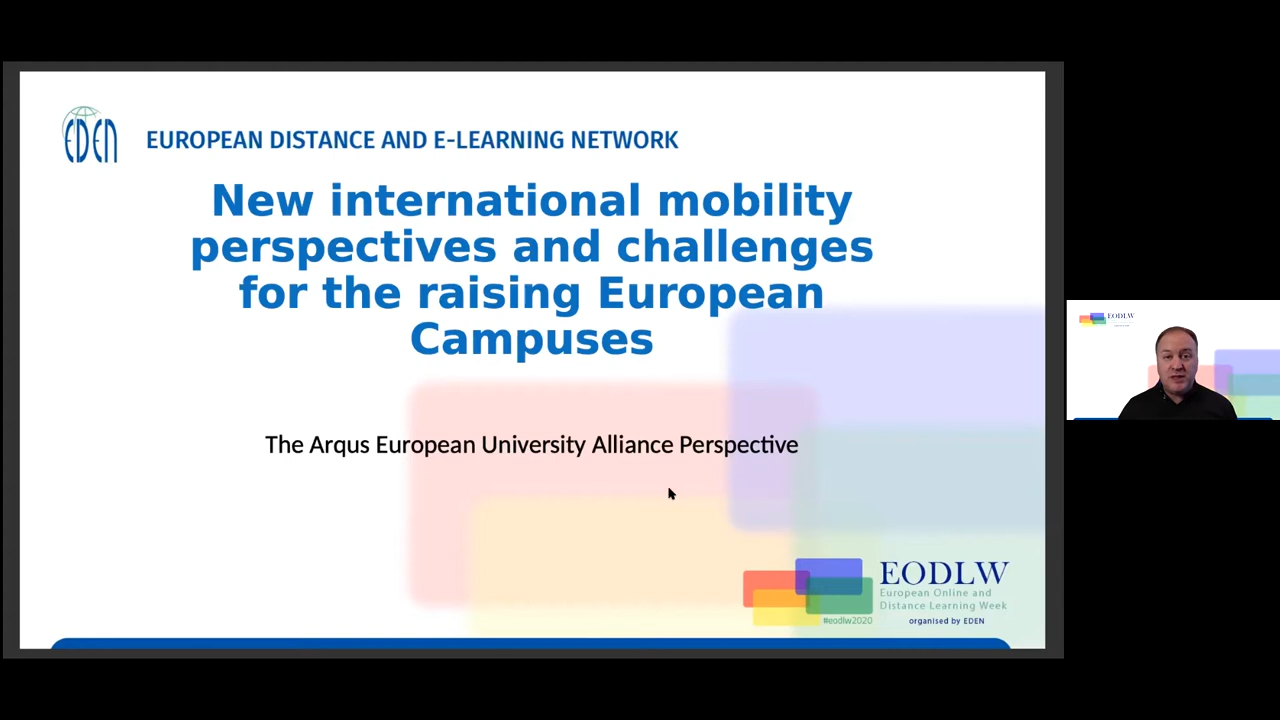 EDEN
EUROPEAN DISTANCE AND E-LEARNING NETWORK
New international mobility
perspectives and challenges
for the raising European
Campuses
The Arqus European University Alliance Perspective
EODLW
European Online and
Distance Learning Week
#eodlw2020
organised by EDEN
EODLW